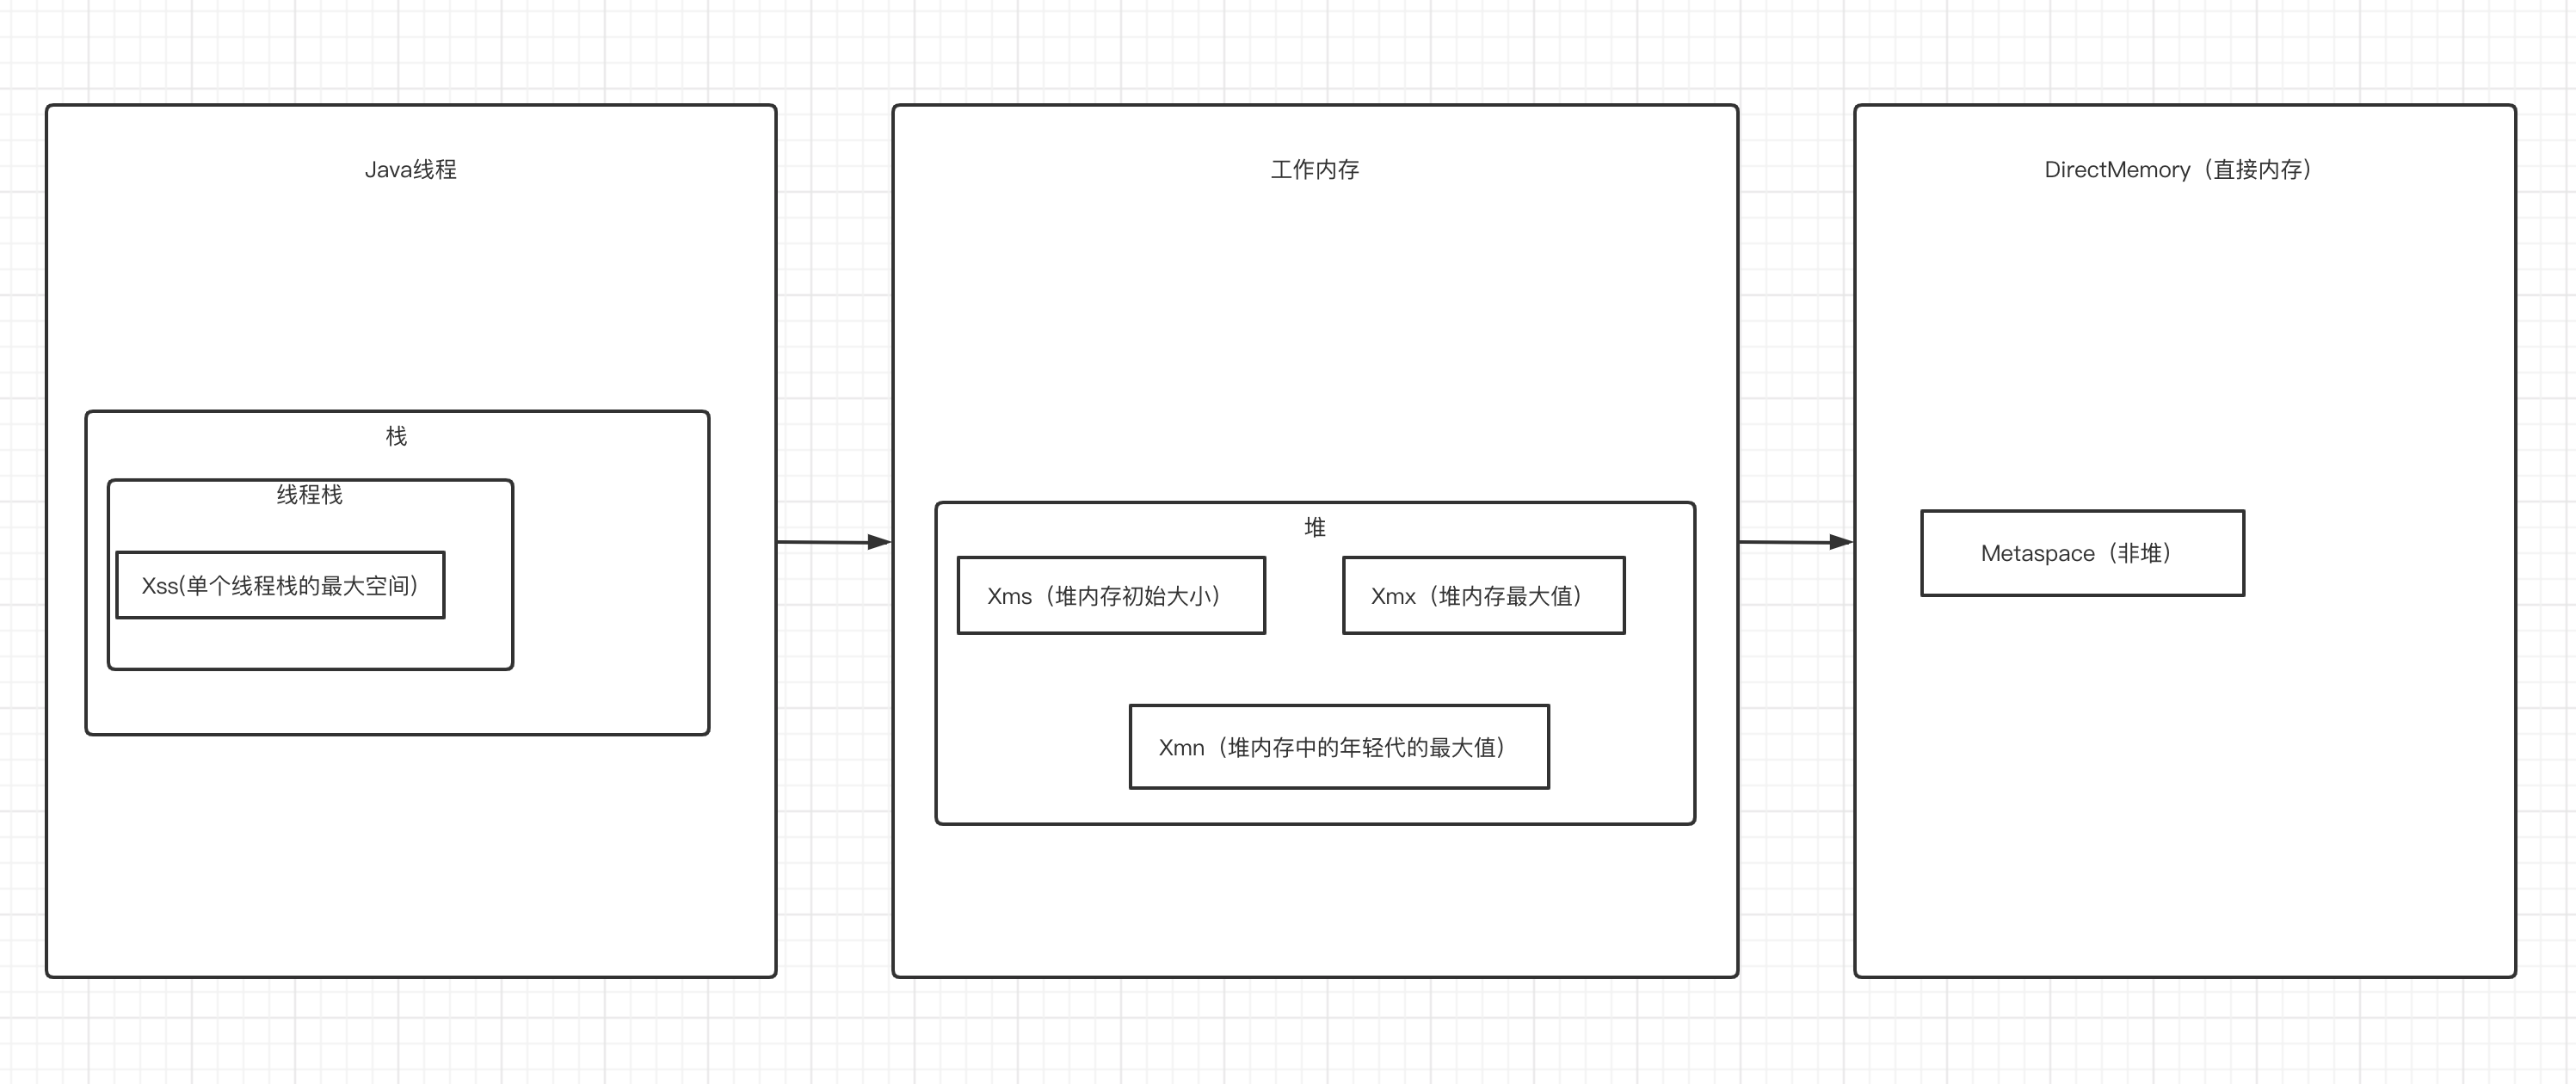 Java线程
栈
线程栈
Xss(单个线程栈的最大空间)
工作内存
堆
Xms（堆内存初始大小）
Xmx（堆内存最大值）
Xmn（堆内存中的年轻代的最大值）
DirectMemory（直接内存）
Metaspace（非堆）